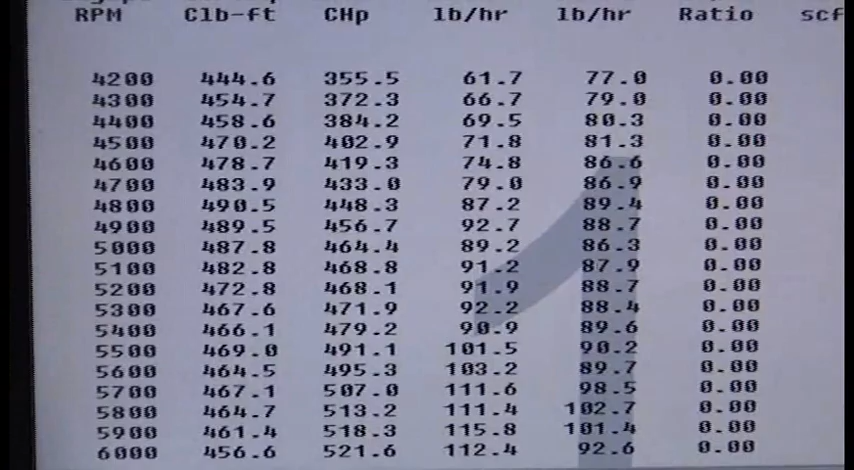 RPM Clb-ft CHp lb/hr lb/hr Ratio scf
4200 444.6 355.5 61.7 77.0 0.00
4300 454.7 372.3 66.7 79.0 0.00
4400 458.6 384.2 69.5 80.3 0.00
4500 470.2 402.9 71.8 81.3 0.00
4600 478.7 419.3 74.8 86.6 0.00
4700 483.9 433.0 79.0 86.9 0.00
4800 490.5 448.3 87.2 89.4 0.00
4900 489.5 456.7 92.7 88.7 0.00
5000 487.8 464.4 89.2 86.3 0.00
5100 482.8 468.8 91.2 87.9 0.00
5200 472.8 468.1 91.9 88.7 0.00
5300 467.6 471.9 92.2 88.4 0.00
5400 466.1 479.2 90.9 89.6 0.00
5500 469.0 491.1 101.5 90.2 0.00
5600 464.5 495.3 103.2 89.7 0.00
5700 467.1 507.0 111.6 98.5 0.00
5800 464.7 513.2 111.4 102.7 0.00
5900 461.4 518.3 115.8 101.4 0.00
6000 456.6 521.6 112.4 92.6 0.00